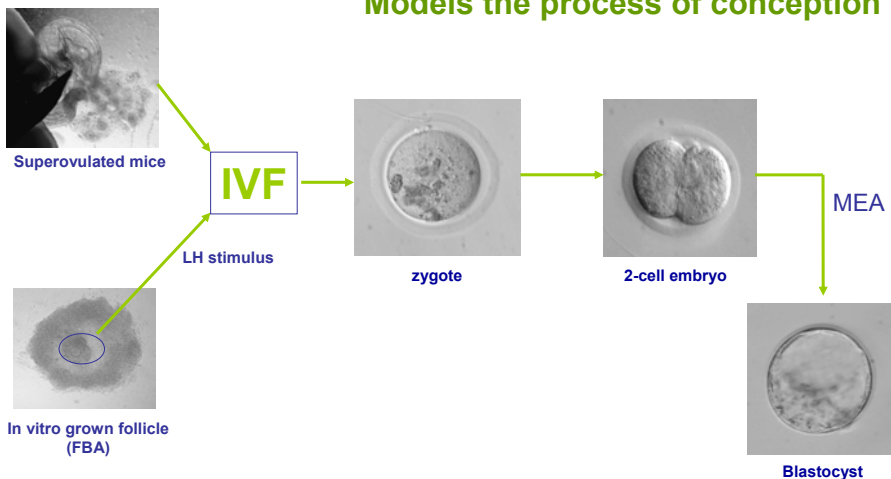 Models the process of conception
Superovulated mice
IVF
LH stimulus
zygote
2-cell embryo
MEA
In vitro grown follicle
(FBA)
Blastocyst